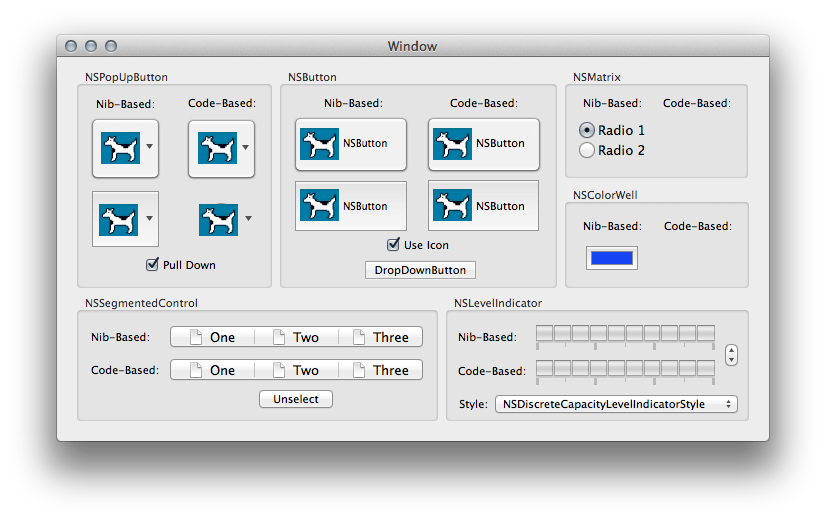 Window
NSPopUpButton
Nib-Based: Code-Based:
Pull Down
NSButton
Nib-Based: Code-Based:
NSButton NSButton
NSButton NSButton
Use Icon
DropDownButton
NSMatrix
Nib-Based: Code-Based:
Radio 1
Radio 2
NSColorWell
Nib-Based: Code-Based:
NSSegmentedControl
Nib-Based: One Two Three
Code-Based: One Two Three
Unselect
NSLevelIndicator
Nib-Based:
Code-Based:
Style: NSDiscreteCapacityLevelIndicatorStyle